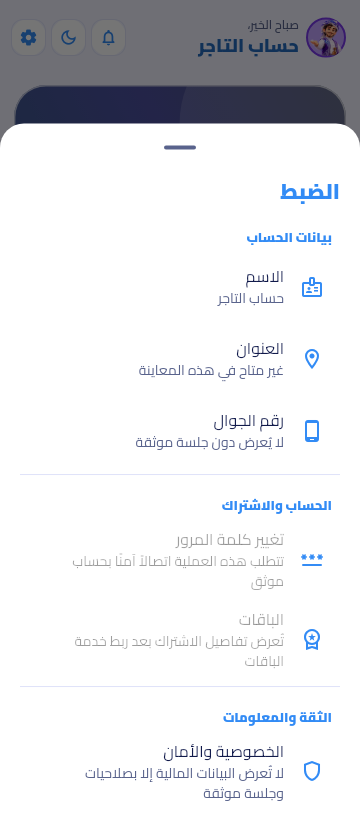 صباح الخير،
حساب التاجر
الضبط
بيانات الحساب
الاسم
حساب التاجر
العنوان
غير متاح في هذه المعاينة
رقم الجوال
لا يُعرض دون جلسة موثقة
الحساب والاشتراك
تغيير كلمة المرور
تتطلب هذه العملية اتصالًا آمنًا بحساب
موثق
الباقات
تُعرض تفاصيل الاشتراك بعد ربط خدمة
الباقات
الثقة والمعلومات
الخصوصية والأمان
لا تُعرض البيانات المالية إلا بصلاحيات
وجلسة موثقة